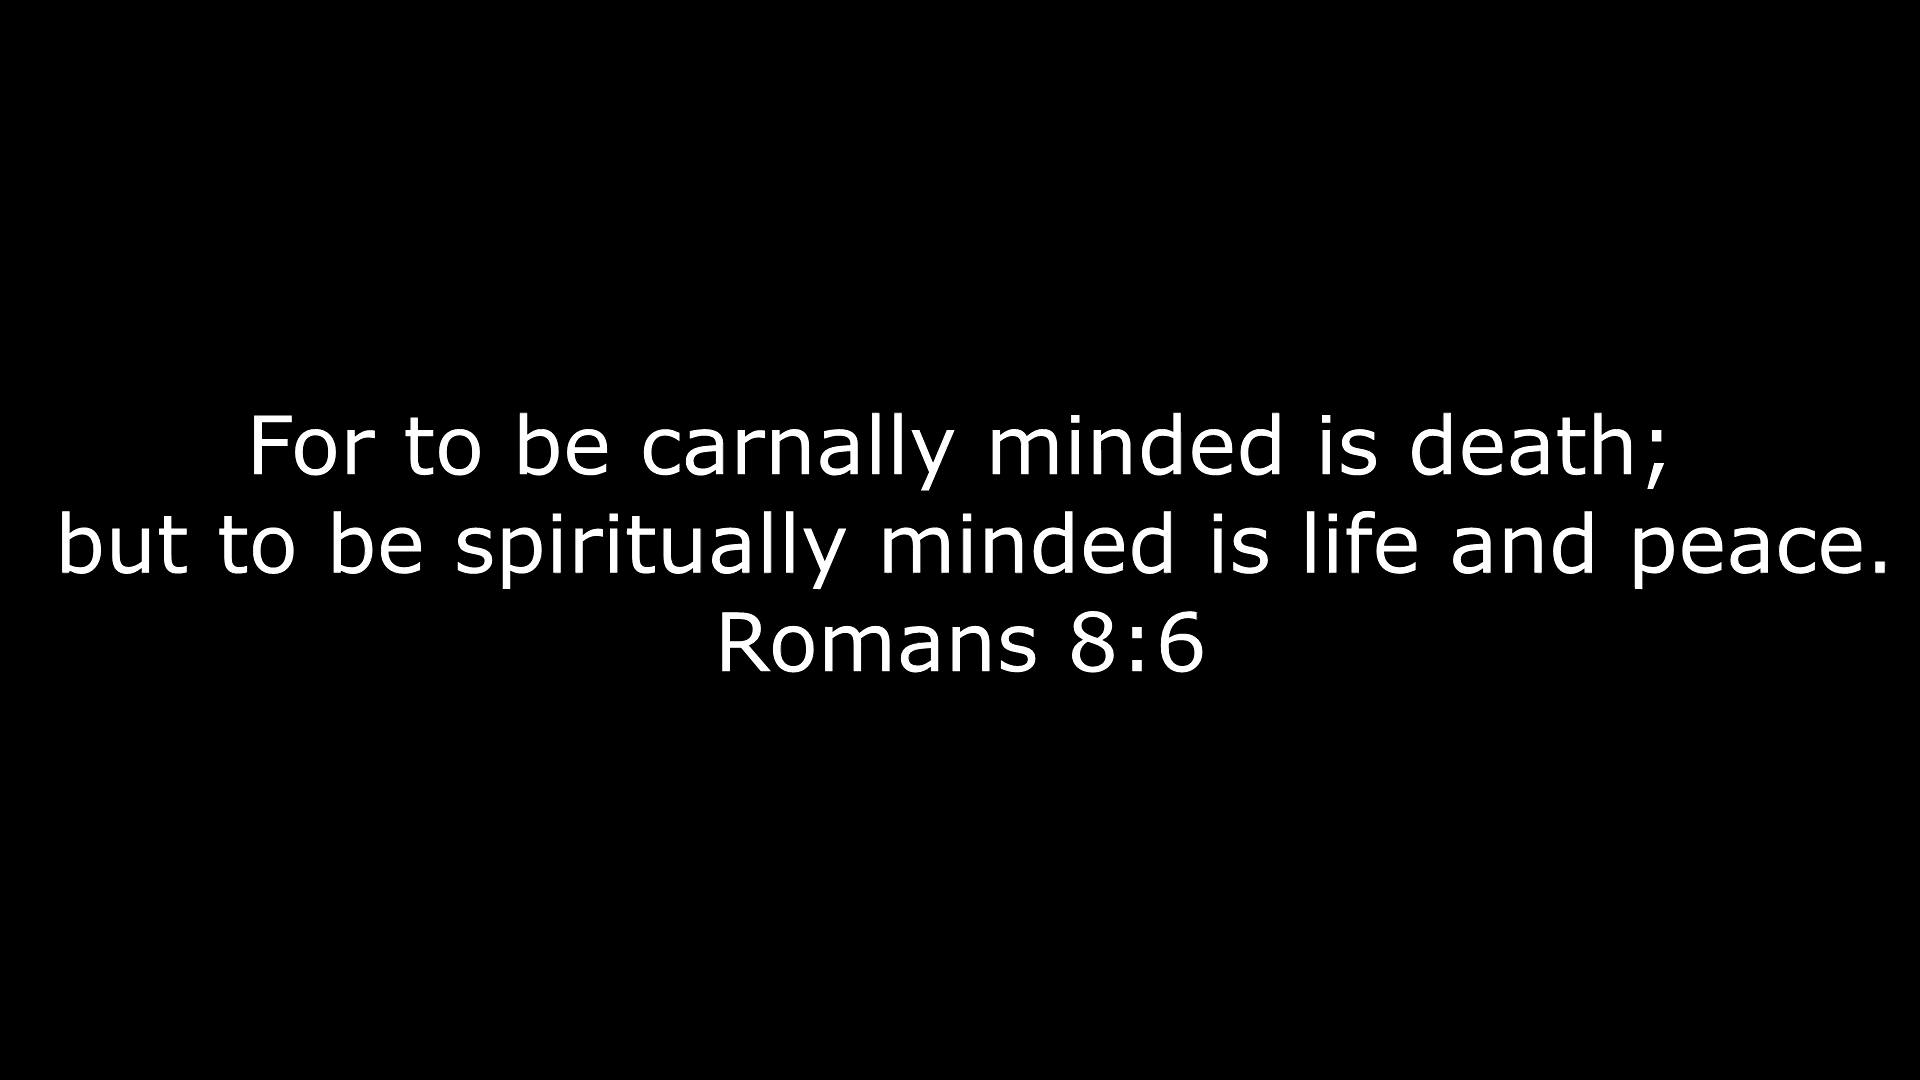 For to be carnally minded is death;
but to be spiritually minded is life and peace.
Romans 8:6